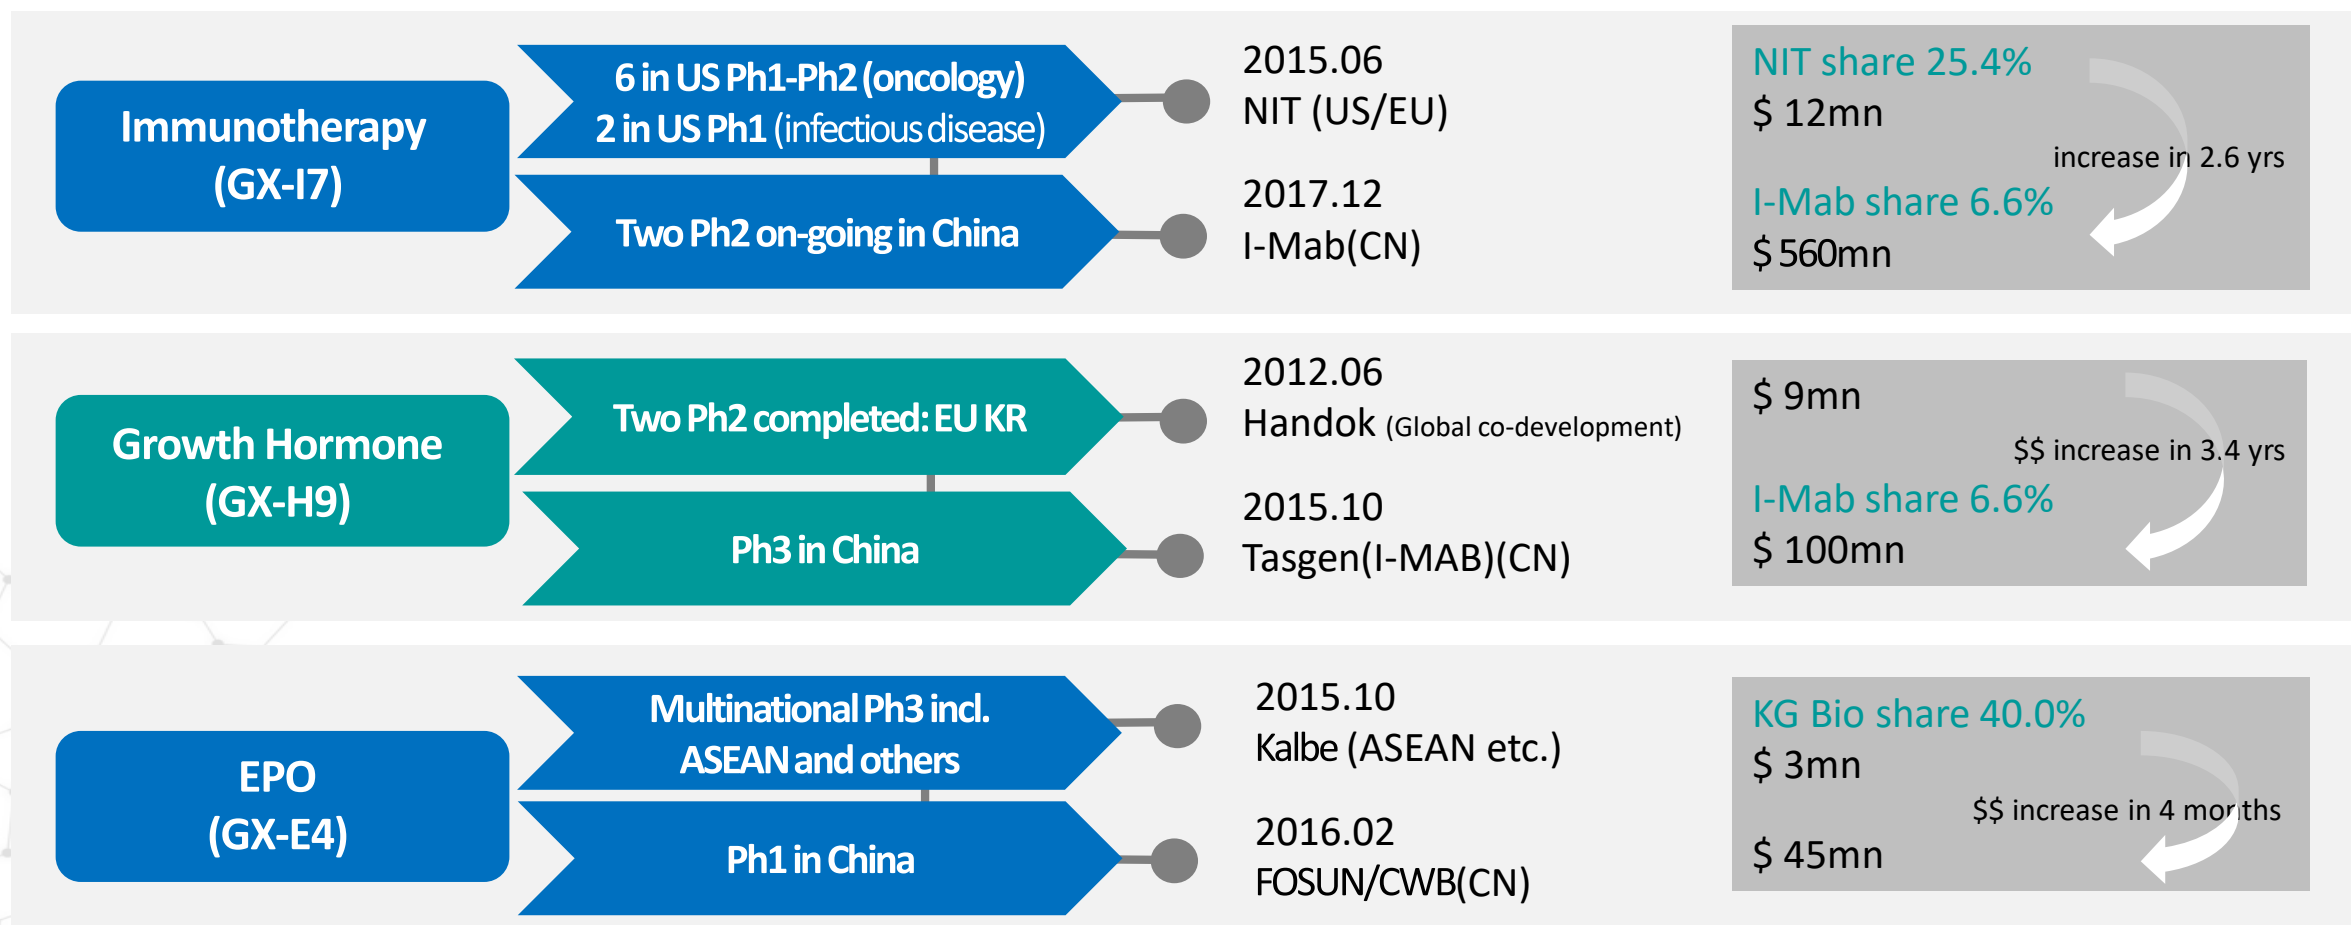 Immunotherapy
(GX-I7)
6 in US Ph1-Ph2 (oncology)
2 in US Ph1 (infectious disease)
Two Ph2 on-going in China
2015.06
NIT (US/EU)
2017.12
I-Mab(CN)
NIT share 25.4%
$ 12mn
increase in 2.6 yrs
I-Mab share 6.6%
$ 560mn
Growth Hormone
(GX-H9)
Two Ph2 completed: EU KR
Ph3 in China
2012.06
Handok (Global co-development)
2015.10
Tasgen(I-MAB)(CN)
$ 9mn
$$ increase in 3.4 yrs
I-Mab share 6.6%
$ 100mn
EPO
(GX-E4)
Multinational Ph3 incl.
ASEAN and others
Ph1 in China
2015.10
Kalbe (ASEAN etc.)
2016.02
FOSUN/CWB(CN)
KG Bio share 40.0%
$ 3mn
$$ increase in 4 months
$ 45mn